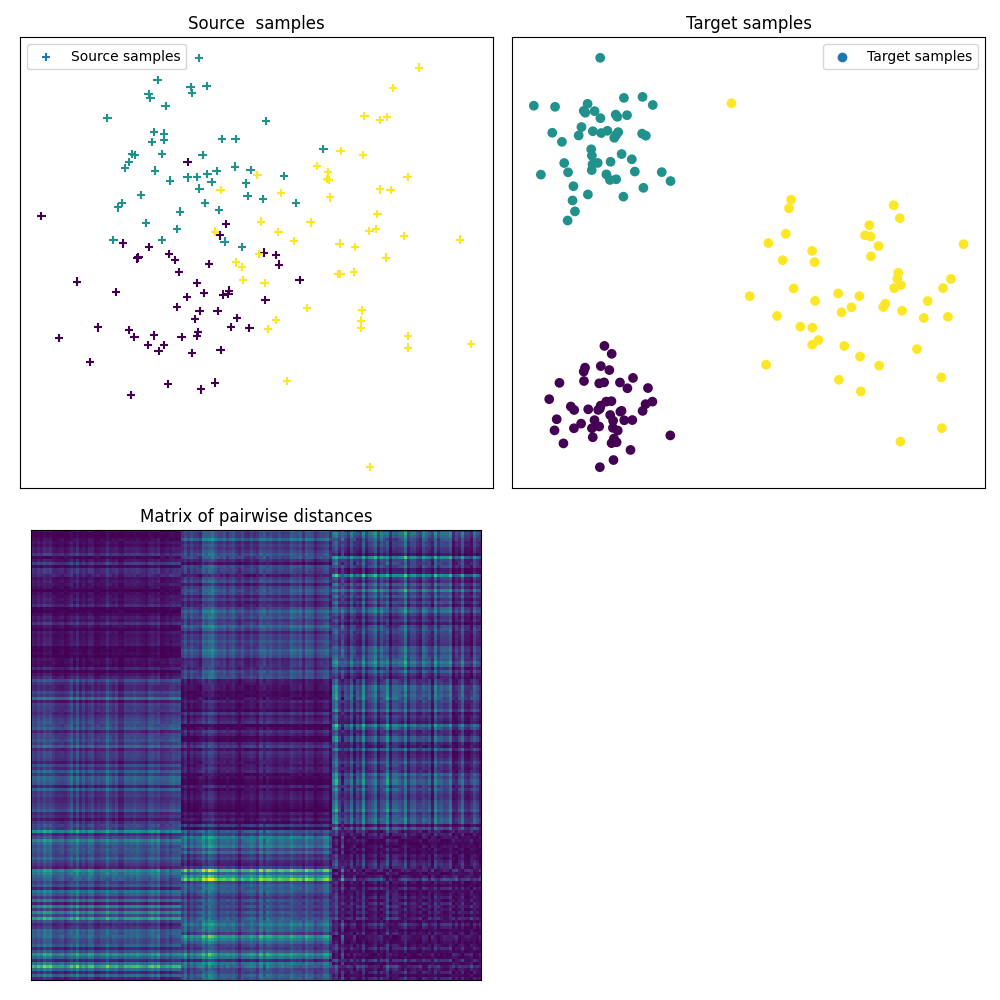 Source  samples
Source samples
Target samples
Target samples
Matrix of pairwise distances